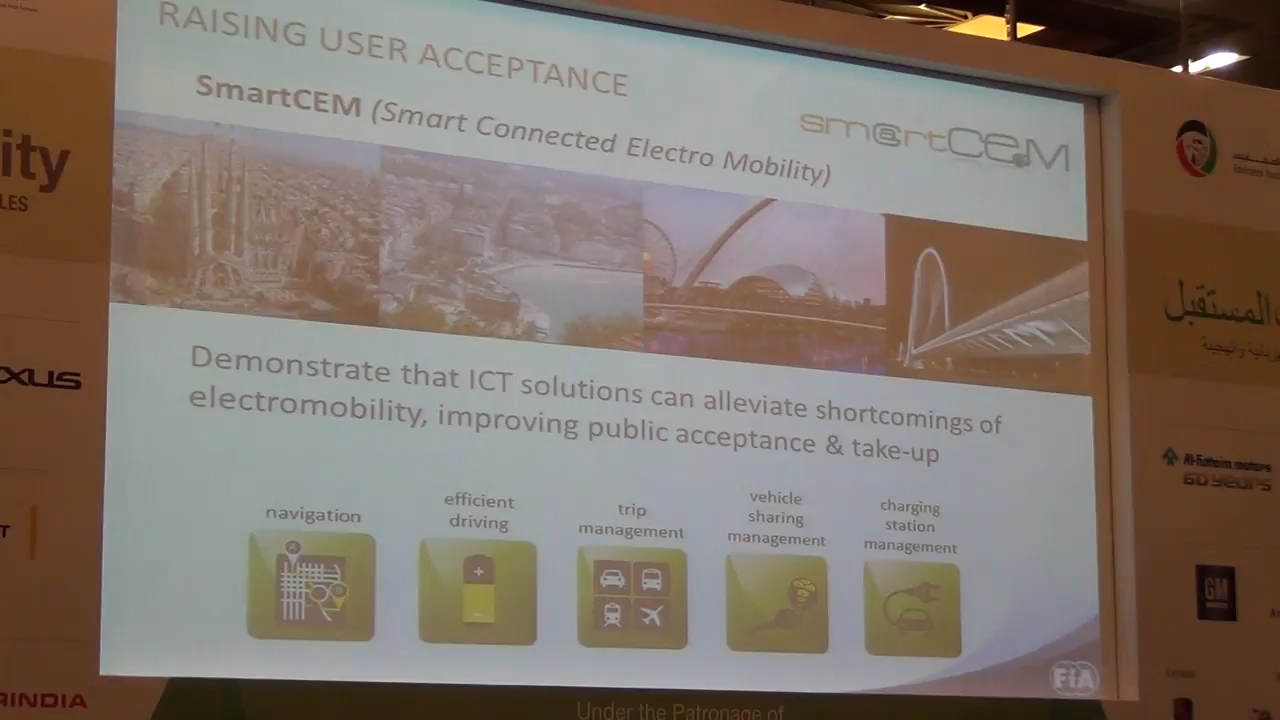 RAISING USER ACCEPTANCE
SmartCEM (Smart Connected Electro Mobility)
sm@rtCEM
Demonstrate that ICT solutions can alleviate shortcomings of
electromobility, improving public acceptance & take-up
navigation
efficient
driving
trip
management
vehicle
sharing
management
charging
station
management
A
FiA
ity
LES
XUS
T
RINDIA
Under the Patronage of
المستقبل
Al-Futtaim motors
60 years
GM